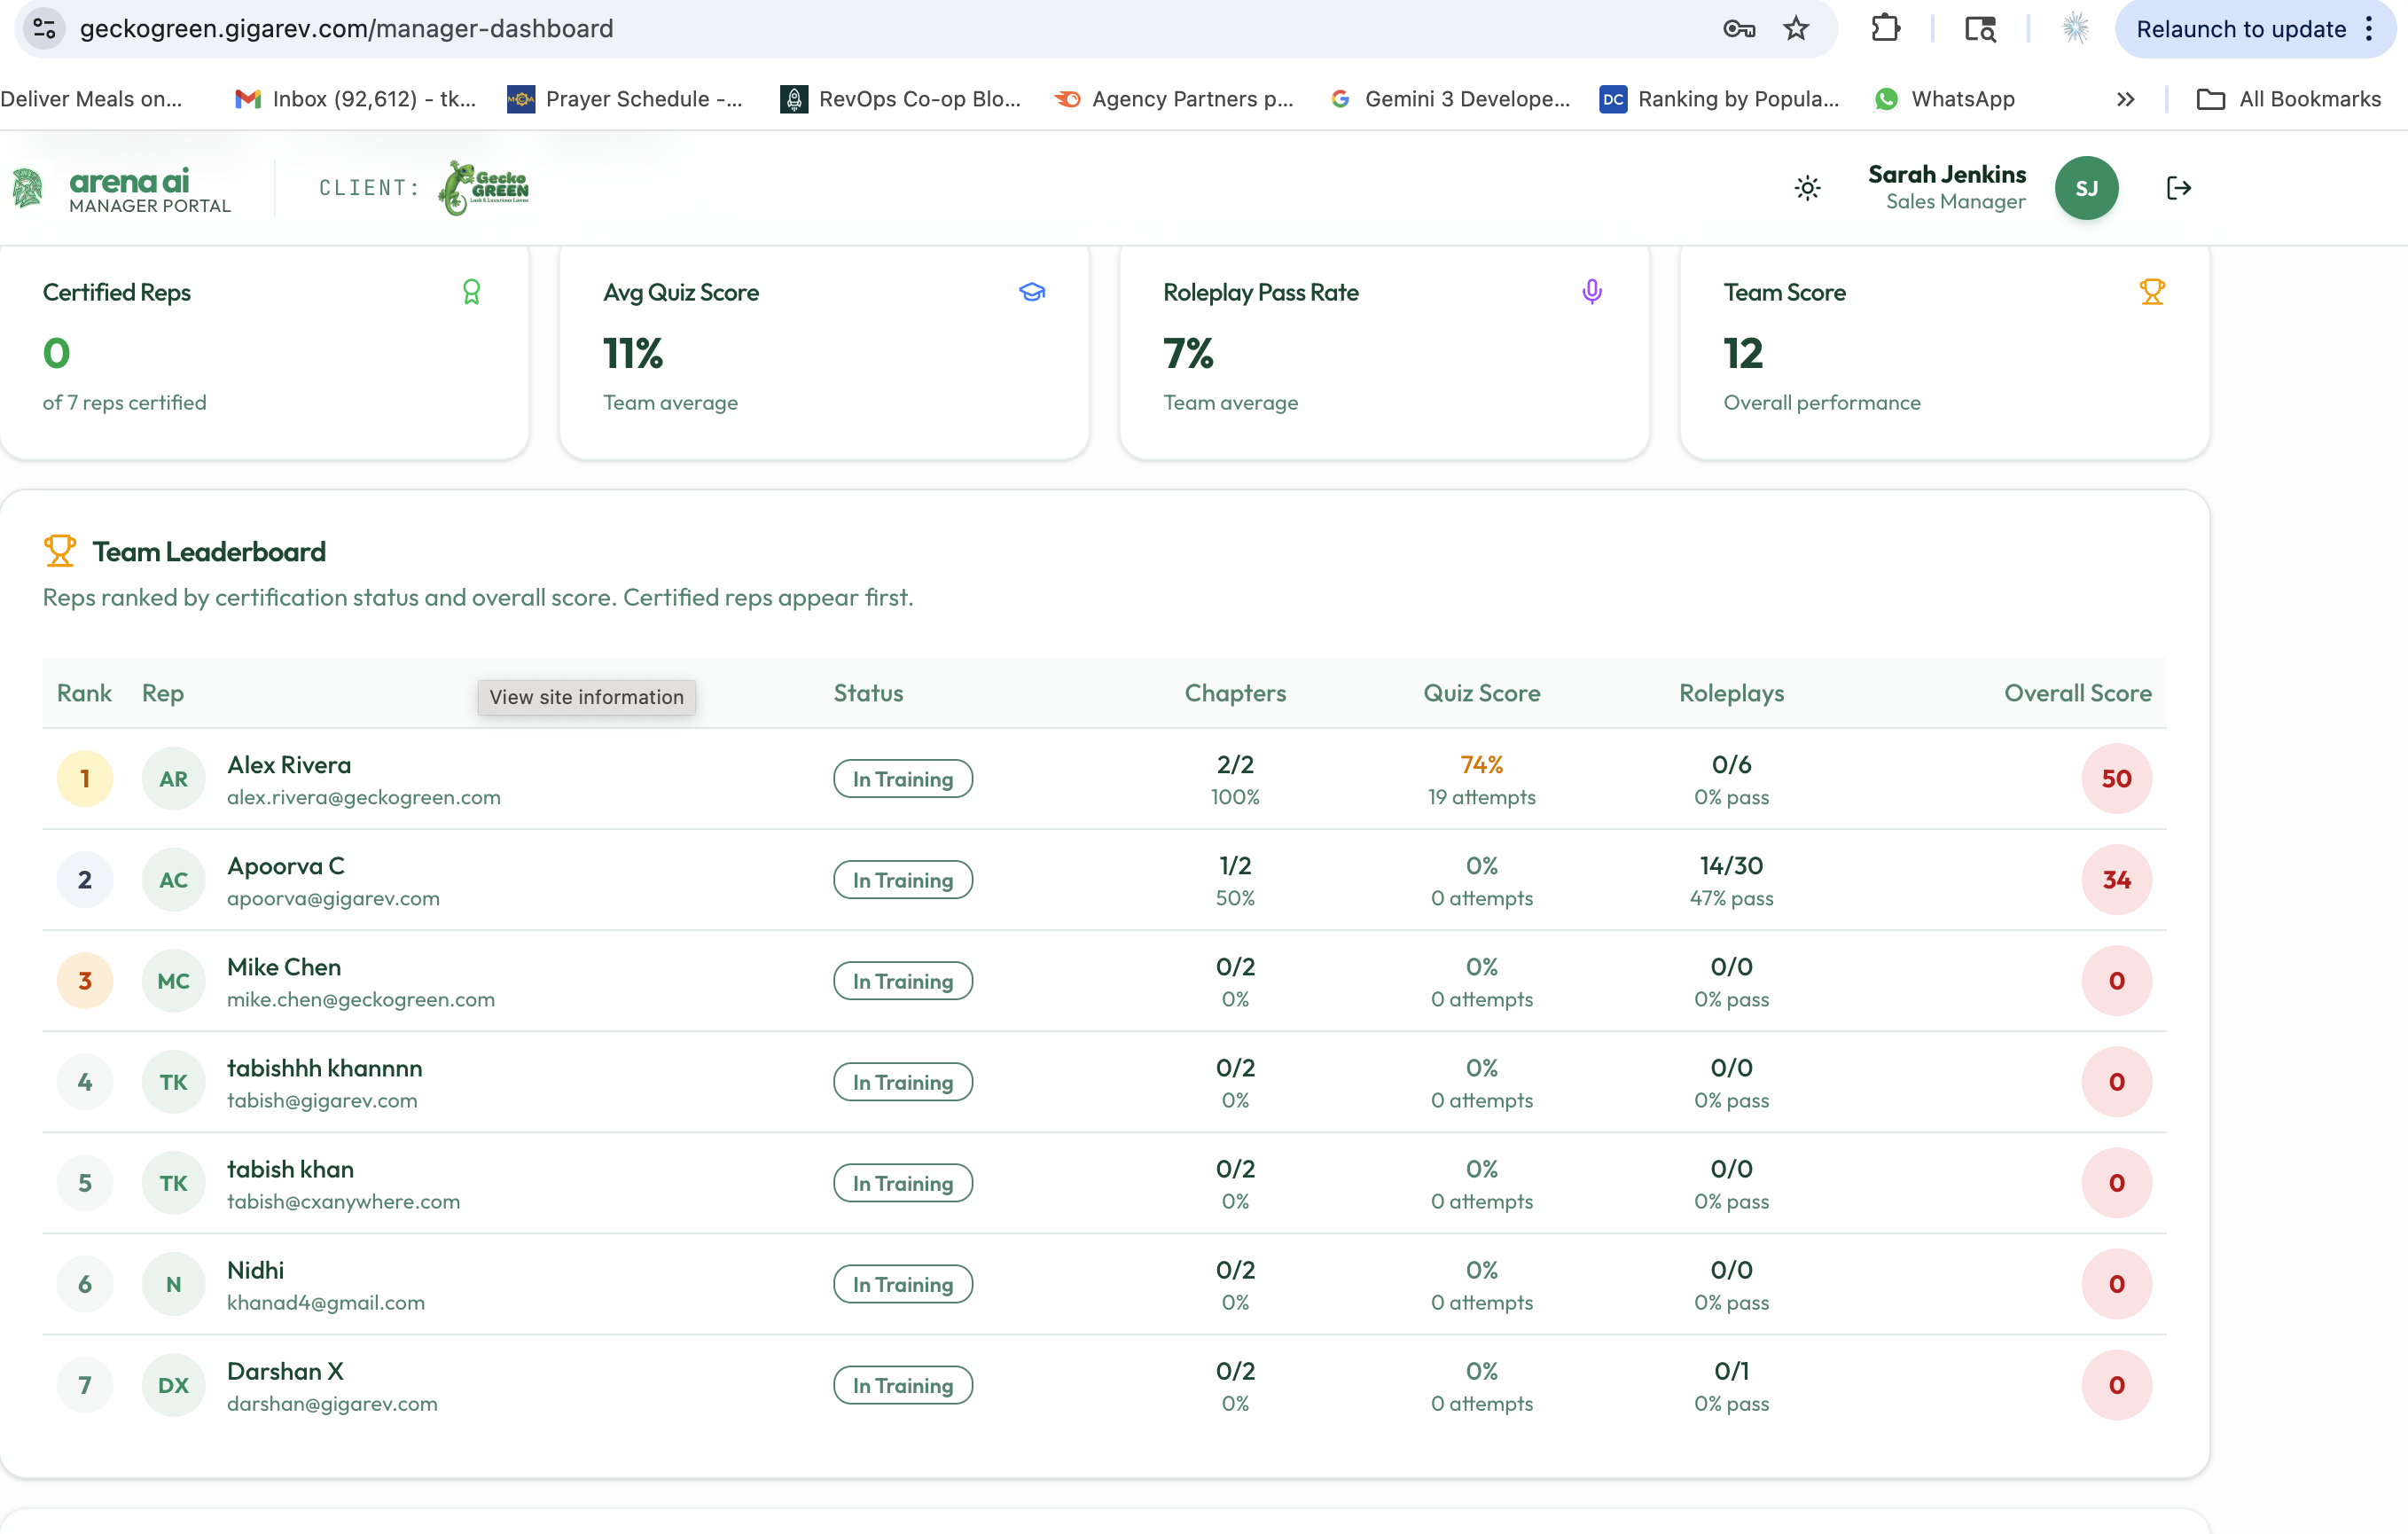 geckogreen.gigarev.com/manager-dashboard
Relaunch to update
Deliver Meals on...
Inbox (92,612) - tk...
Prayer Schedule -...
RevOps Co-op Blo...
Agency Partners p...
Gemini 3 Develope...
DC
Ranking by Popula...
WhatsApp
All Bookmarks
arena ai
MANAGER PORTAL
CLIENT:
Gecko
GREEN
Sarah Jenkins
Sales Manager
SJ
Certified Reps
0
of 7 reps certified
Avg Quiz Score
11%
Team average
Roleplay Pass Rate
7%
Team average
Team Score
12
Overall performance
Team Leaderboard
Reps ranked by certification status and overall score. Certified reps appear first.
Rank Rep View site information Status Chapters Quiz Score Roleplays Overall Score
1 AR Alex Rivera In Training 2/2 74% 0/6 50
alex.rivera@geckogreen.com 100% 19 attempts 0% pass
2 AC Apoorva C In Training 1/2 0% 14/30 34
apoorva@gigarev.com 50% 0 attempts 47% pass
3 MC Mike Chen In Training 0/2 0% 0/0 0
mike.chen@geckogreen.com 0% 0 attempts 0% pass
4 TK tabishhh khannnn In Training 0/2 0% 0/0 0
tabish@gigarev.com 0% 0 attempts 0% pass
5 TK tabish khan In Training 0/2 0% 0/0 0
tabish@cxanywhere.com 0% 0 attempts 0% pass
6 N Nidhi In Training 0/2 0% 0/0 0
khanad4@gmail.com 0% 0 attempts 0% pass
7 DX Darshan X In Training 0/2 0% 0/1 0
darshan@gigarev.com 0% 0 attempts 0% pass